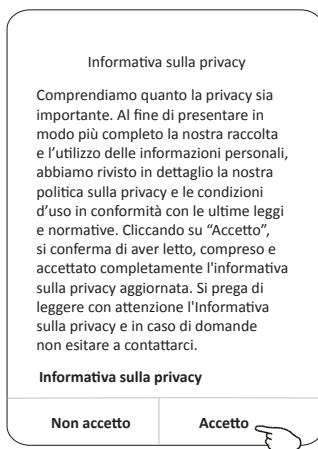 Informativa sulla privacy
Comprendiamo quanto la privacy sia
importante. Al fine di presentare in
modo più completo la nostra raccolta
e l’utilizzo delle informazioni personali,
abbiamo rivisto in dettaglio la nostra
politica sulla privacy e le condizioni
d’uso in conformità con le ultime leggi
e normative. Cliccando su “Accetto”,
si conferma di aver letto, compreso e
accettato completamente l'informativa
sulla privacy aggiornata. Si prega di
leggere con attenzione l'Informativa
sulla privacy e in caso di domande
non esitare a contattarci.
Informativa sulla privacy
Non accetto Accetto